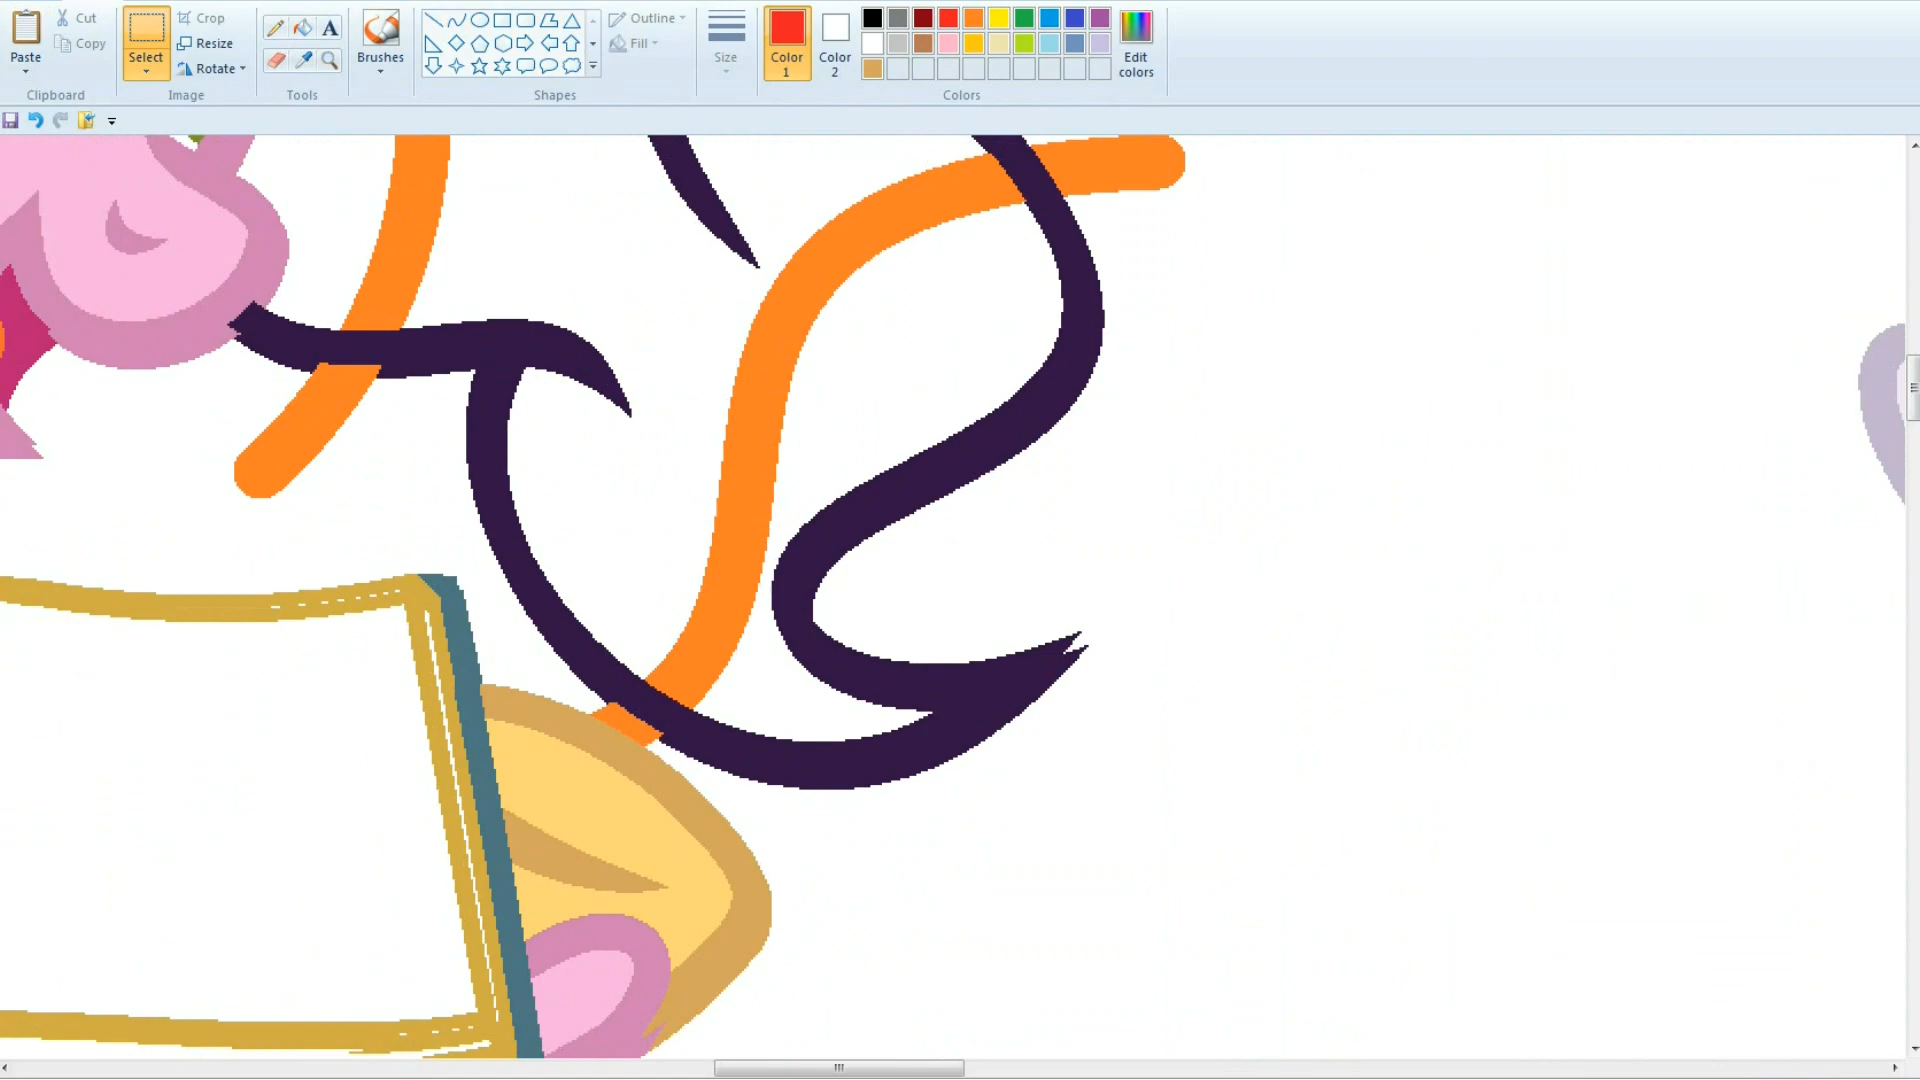 Paste
Cut
Copy
Clipboard
Select
Crop
Resize
Rotate
Image
A
Tools
Brushes
Shapes
Outline
Fill
Size
Color
1
Color
2
Edit
colors
Colors